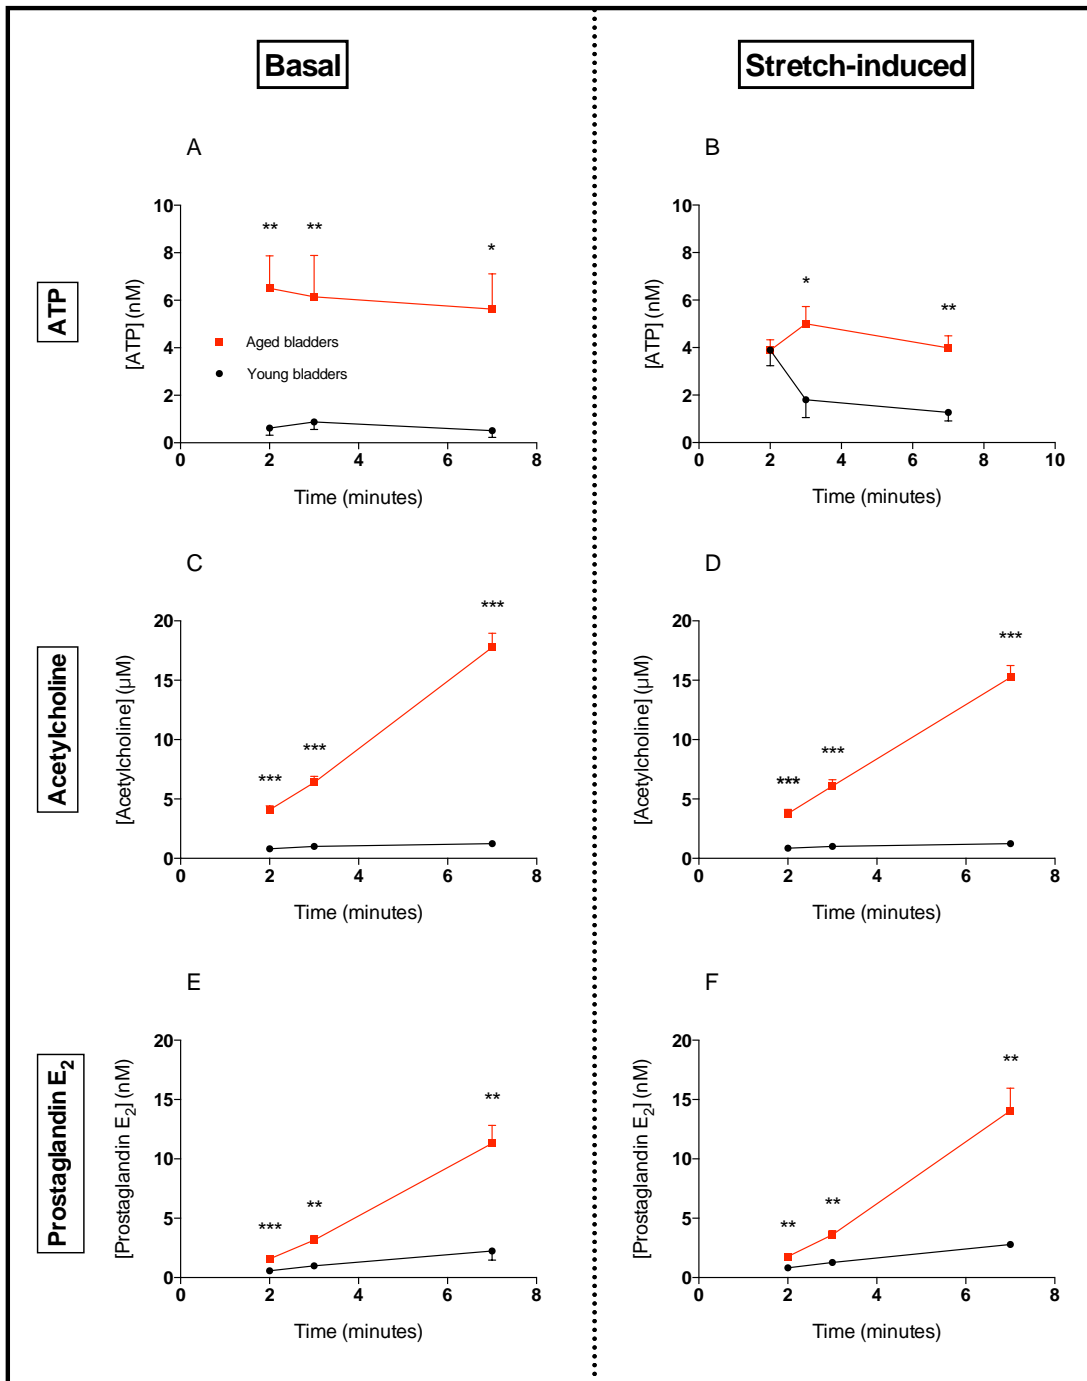 Basal
Stretch-induced
A
B
ATP
[ATP] (nM)
10
8
6
4
2
0
** ** *
Aged bladders
Young bladders
0 2 4 6 8
Time (minutes)
[ATP] (nM)
10
8
6
4
2
0
* **
0 2 4 6 8 10
Time (minutes)
C
D
Acetylcholine
[Acetylcholine] (µM)
20
15
10
5
0
*** *** ***
0 2 4 6 8
Time (minutes)
[Acetylcholine] (µM)
20
15
10
5
0
*** *** ***
0 2 4 6 8
Time (minutes)
E
F
Prostaglandin E2
[Prostaglandin E2] (nM)
20
15
10
5
0
*** ** **
0 2 4 6 8
Time (minutes)
[Prostaglandin E2] (nM)
20
15
10
5
0
** ** **
0 2 4 6 8
Time (minutes)